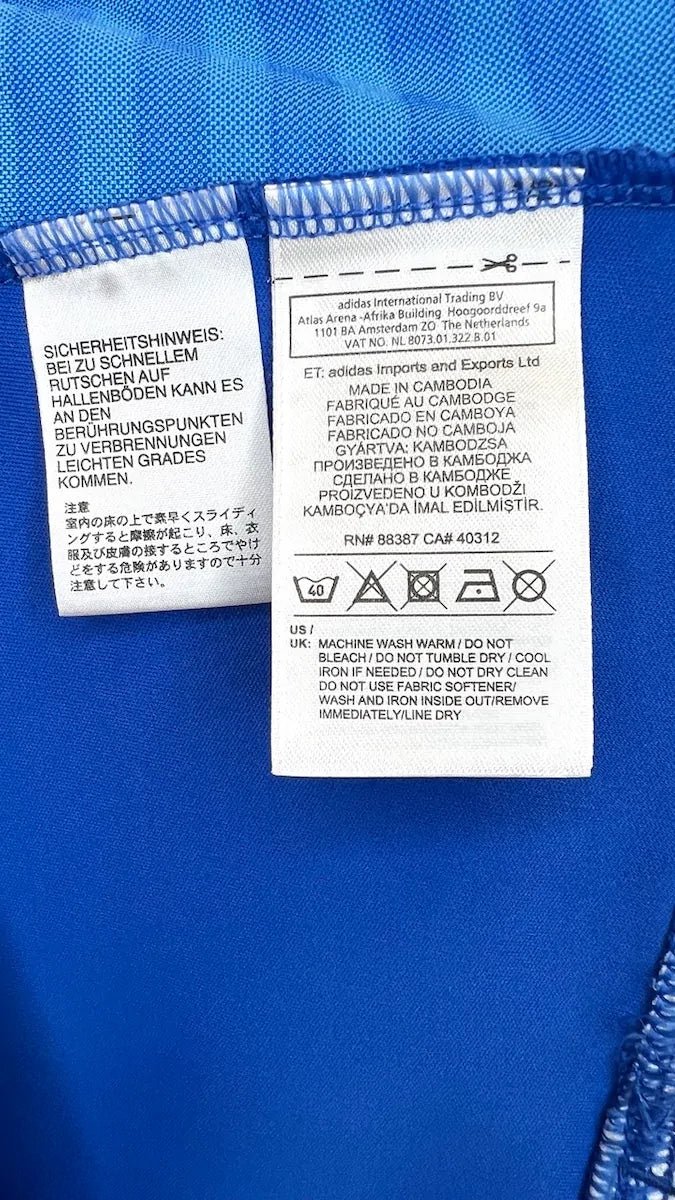 SICHERHEITSHINWEIS:
BEI ZU SCHNELLEM
RUTSCHEN AUF
HALLENBÖDEN KANN ES
AN DEN
BERÜHRUNGSPUNKTEN
ZU VERBRENNUNGEN
LEICHTEN GRADES
KOMMEN.
注意
室内の床の上で素早くスライディ
ングすると摩擦が起こり、床、衣
服及び皮膚の接するところでやけ
どをする危険がありますので十分
注意して下さい。
adidas International Trading BV
Atlas Arena -Afrika Building Hoogoorddreef 9a
1101 BA Amsterdam ZO The Netherlands
VAT NO. NL 8073.01.322.B.01
ET: adidas Imports and Exports Ltd
MADE IN CAMBODIA
FABRIQUÉ AU CAMBODGE
FABRICADO EN CAMBOYA
FABRICADO NO CAMBOJA
GYÁRTVA: KAMBODZSA
ПРОИЗВЕДЕНО В КАМБОДЖА
СДЕЛАНО В КАМБОДЖЕ
PROIZVEDENO U KOMBODŽI
KAMBOÇYA'DA İMAL EDİLMİŞTİR.
RN# 88387 CA# 40312
40
US /
UK: MACHINE WASH WARM / DO NOT
BLEACH / DO NOT TUMBLE DRY / COOL
IRON IF NEEDED / DO NOT DRY CLEAN
DO NOT USE FABRIC SOFTENER/
WASH AND IRON INSIDE OUT/REMOVE
IMMEDIATELY/LINE DRY